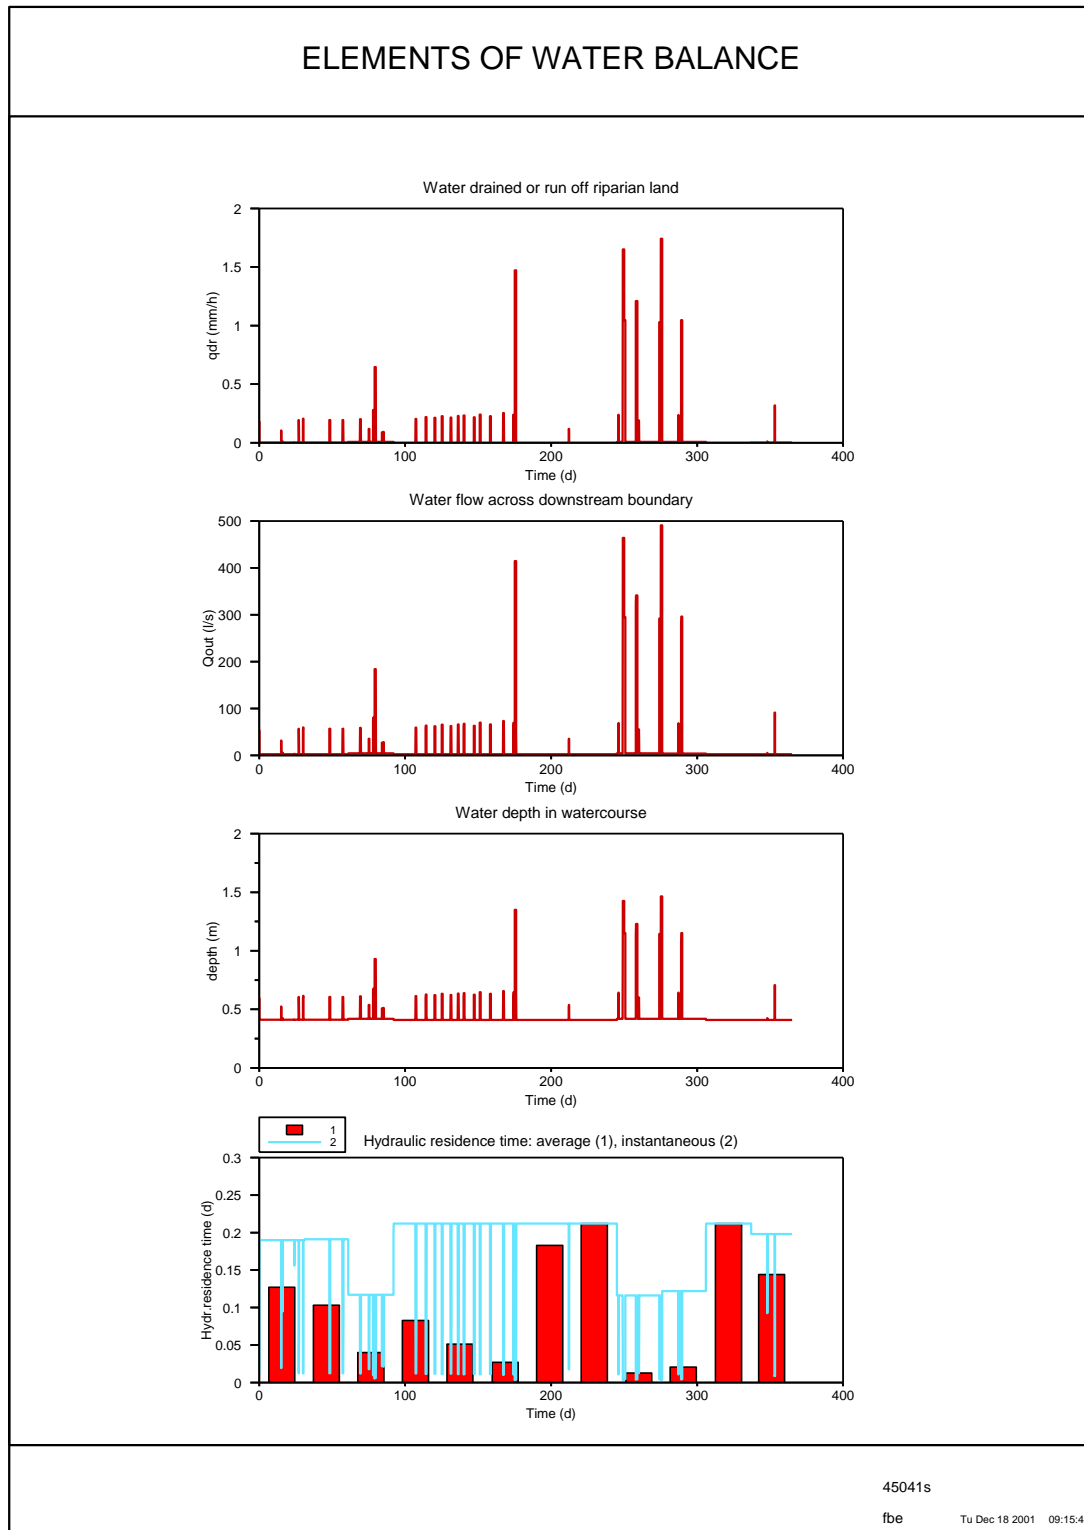 ELEMENTS OF WATER BALANCE
Water drained or run off riparian land
2
1.5
1
0.5
0
qdr (mm/h)
0 100 200 300 400
Time (d)
Water flow across downstream boundary
500
400
300
200
100
0
Qout (l/s)
0 100 200 300 400
Time (d)
Water depth in watercourse
2
1.5
1
0.5
0
depth (m)
0 100 200 300 400
Time (d)
1
2
Hydraulic residence time: average (1), instantaneous (2)
0.3
0.25
0.2
0.15
0.1
0.05
0
Hydr.residence time (d)
0 100 200 300 400
Time (d)
45041s
fbe Tu Dec 18 2001 09:15:4